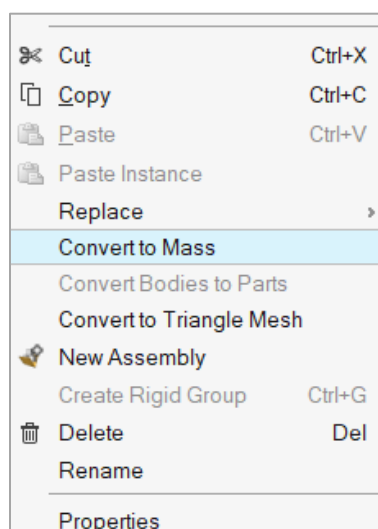 Cut Ctrl+X
Copy Ctrl+C
Paste Ctrl+V
Paste Instance
Replace
Convert to Mass
Convert Bodies to Parts
Convert to Triangle Mesh
New Assembly
Create Rigid Group Ctrl+G
Delete Del
Rename
Properties